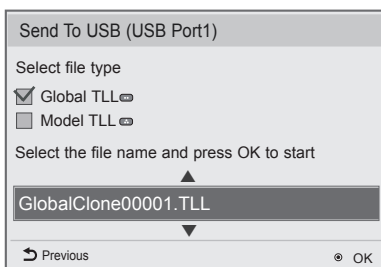 Send To USB (USB Port1)
Select file type
Global TLL
Model TLL
Select the file name and press OK to start
GlobalClone00001.TLL
Previous
OK